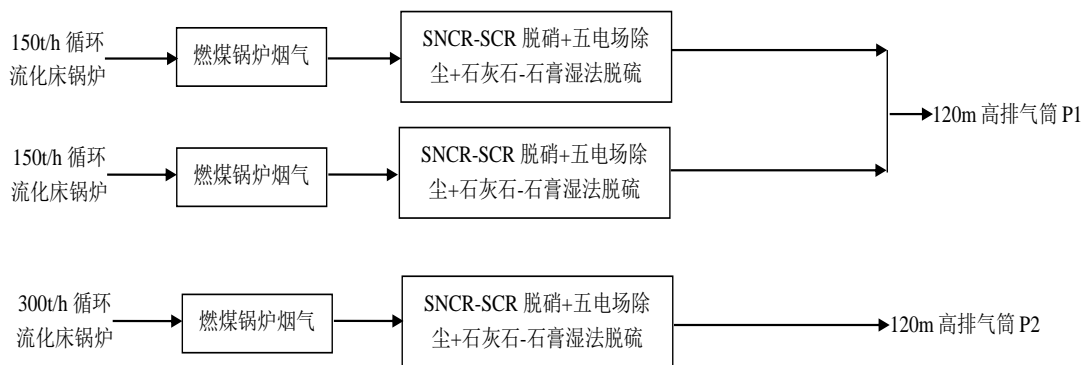 150t/h 循环
流化床锅炉
燃煤锅炉烟气
SNCR-SCR 脱硝+五电场除
尘+石灰石-石膏湿法脱硫
120m 高排气筒 P1
150t/h 循环
流化床锅炉
燃煤锅炉烟气
SNCR-SCR 脱硝+五电场除
尘+石灰石-石膏湿法脱硫
300t/h 循环
流化床锅炉
燃煤锅炉烟气
SNCR-SCR 脱硝+五电场除
尘+石灰石-石膏湿法脱硫
120m 高排气筒 P2